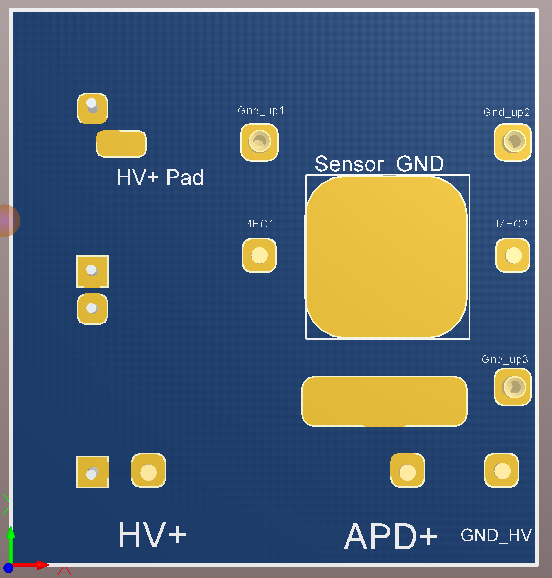 Gnd_up1
Gnd_up2
Sensor_GND
HV+ Pad
Gnd_up3
HV+
APD+
GND_HV